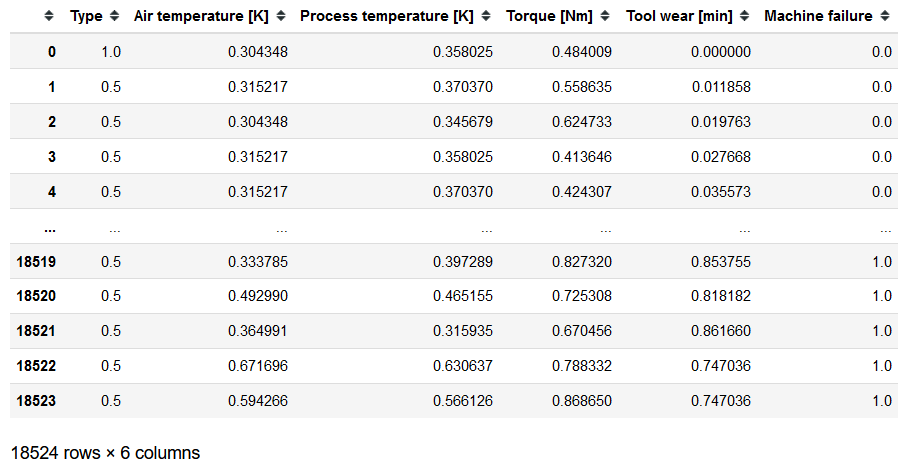 Type Air temperature [K] Process temperature [K] Torque [Nm] Tool wear [min] Machine failure
0 1.0 0.304348 0.358025 0.484009 0.000000 0.0
1 0.5 0.315217 0.370370 0.558635 0.011858 0.0
2 0.5 0.304348 0.345679 0.624733 0.019763 0.0
3 0.5 0.315217 0.358025 0.413646 0.027668 0.0
4 0.5 0.315217 0.370370 0.424307 0.035573 0.0
... ... ... ... ... ... ...
18519 0.5 0.333785 0.397289 0.827320 0.853755 1.0
18520 0.5 0.492990 0.465155 0.725308 0.818182 1.0
18521 0.5 0.364991 0.315935 0.670456 0.861660 1.0
18522 0.5 0.671696 0.630637 0.788332 0.747036 1.0
18523 0.5 0.594266 0.566126 0.868650 0.747036 1.0
18524 rows × 6 columns